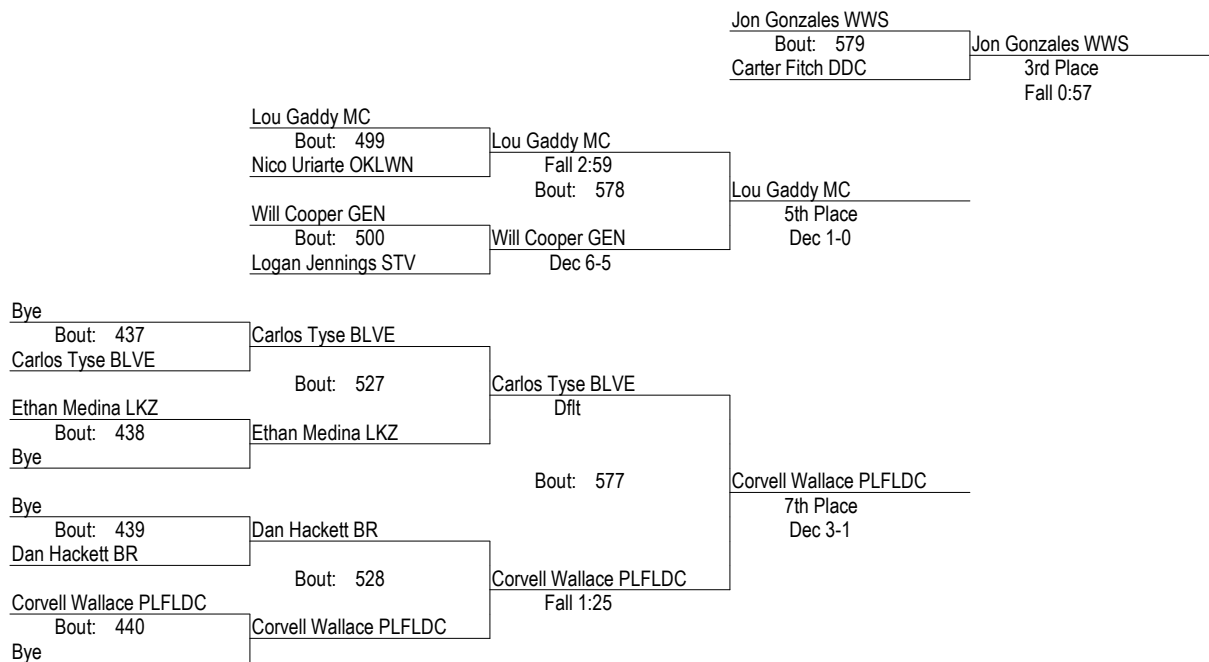 Jon Gonzales WWS
Bout: 579
Jon Gonzales WWS
Carter Fitch DDC
3rd Place
Fall 0:57
Lou Gaddy MC
Bout: 499
Lou Gaddy MC
Nico Uriarte OKLWN
Fall 2:59
Bout: 578
Lou Gaddy MC
Will Cooper GEN
5th Place
Bout: 500
Will Cooper GEN
Dec 1-0
Logan Jennings STV
Dec 6-5
Bye
Bout: 437
Carlos Tyse BLVE
Carlos Tyse BLVE
Bout: 527
Carlos Tyse BLVE
Ethan Medina LKZ
Dflt
Bout: 438
Ethan Medina LKZ
Bye
Bout: 577
Corvell Wallace PLFLDC
Bye
7th Place
Bout: 439
Dan Hackett BR
Dec 3-1
Dan Hackett BR
Bout: 528
Corvell Wallace PLFLDC
Corvell Wallace PLFLDC
Fall 1:25
Bout: 440
Corvell Wallace PLFLDC
Bye